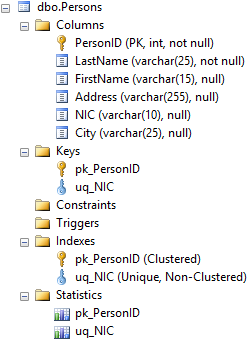 dbo.Persons
Columns
PersonID (PK, int, not null)
LastName (varchar(25), not null)
FirstName (varchar(15), null)
Address (varchar(255), null)
NIC (varchar(10), null)
City (varchar(25), null)
Keys
pk_PersonID
uq_NIC
Constraints
Triggers
Indexes
pk_PersonID (Clustered)
uq_NIC (Unique, Non-Clustered)
Statistics
pk_PersonID
uq_NIC